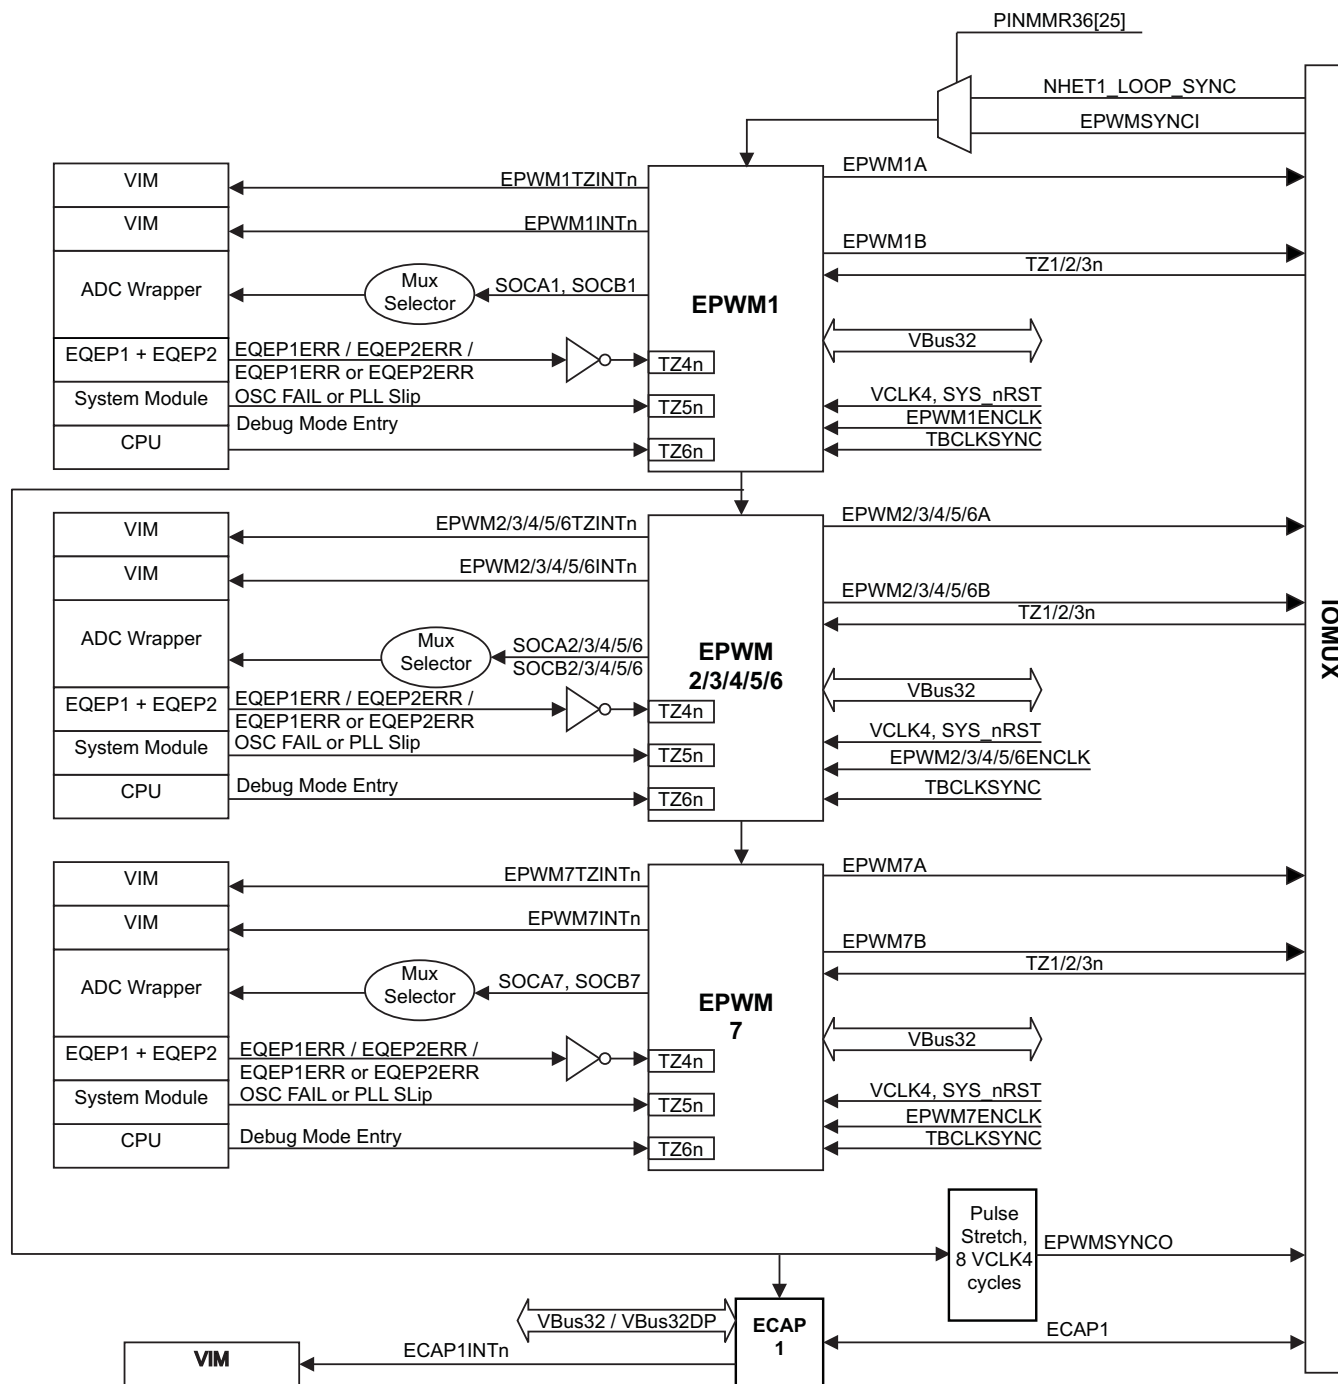 PINMMR36[25]
NHET1_LOOP_SYNC
EPWMSYNCI
VIM
EPWM1TZINTn
EPWM1A
VIM
EPWM1INTn
EPWM1B
TZ1/2/3n
ADC Wrapper
Mux
Selector
SOCA1, SOCB1
EPWM1
VBus32
EQEP1 + EQEP2
EQEP1ERR / EQEP2ERR /
EQEP1ERR or EQEP2ERR
TZ4n
System Module
OSC FAIL or PLL Slip
TZ5n
VCLK4, SYS_nRST
EPWM1ENCLK
TBCLKSYNC
Debug Mode Entry
CPU
TZ6n
VIM
EPWM2/3/4/5/6TZINTn
EPWM2/3/4/5/6A
VIM
EPWM2/3/4/5/6INTn
EPWM2/3/4/5/6B
TZ1/2/3n
IOMUX
ADC Wrapper
Mux
Selector
SOCA2/3/4/5/6
SOCB2/3/4/5/6
EPWM
2/3/4/5/6
VBus32
EQEP1 + EQEP2
EQEP1ERR / EQEP2ERR /
EQEP1ERR or EQEP2ERR
TZ4n
System Module
OSC FAIL or PLL Slip
TZ5n
VCLK4, SYS_nRST
EPWM2/3/4/5/6ENCLK
TBCLKSYNC
CPU
Debug Mode Entry
TZ6n
VIM
EPWM7TZINTn
EPWM7A
VIM
EPWM7INTn
EPWM7B
TZ1/2/3n
ADC Wrapper
Mux
Selector
SOCA7, SOCB7
EPWM
7
VBus32
EQEP1 + EQEP2
EQEP1ERR / EQEP2ERR /
EQEP1ERR or EQEP2ERR
TZ4n
System Module
OSC FAIL or PLL SLip
TZ5n
VCLK4, SYS_nRST
EPWM7ENCLK
TBCLKSYNC
CPU
Debug Mode Entry
TZ6n
Pulse
Stretch,
8 VCLK4
cycles
EPWMSYNCO
VBus32 / VBus32DP
ECAP
1
ECAP1
VIM
ECAP1INTn